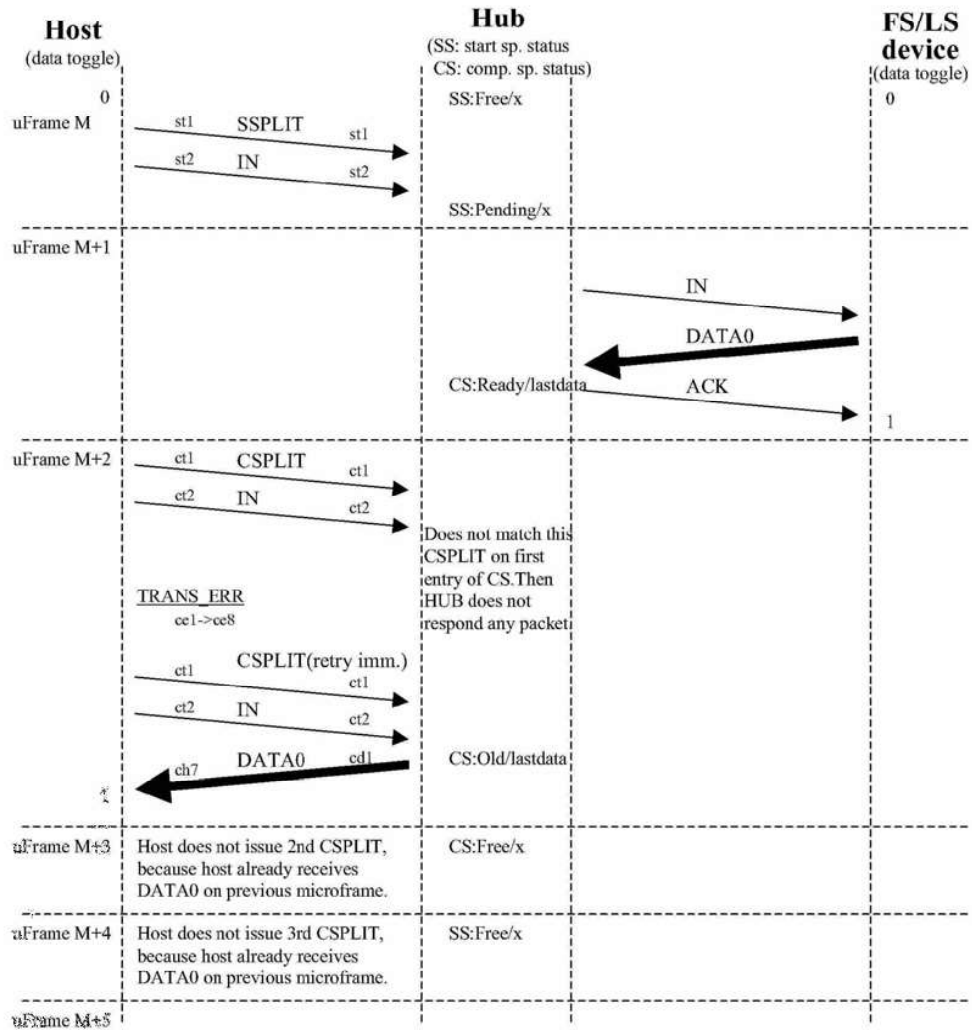 Host
(data toggle)
Hub
(SS: start sp. status
CS: comp. sp. status)
FS/LS
device
(data toggle)
0
SS:Free/x
0
uFrame M
st1
SSPLIT
st1
st2
IN
st2
SS:Pending/x
uFrame M+1
IN
DATA0
CS:Ready/lastdata
ACK
1
uFrame M+2
ct1
CSPLIT
ct1
ct2
IN
ct2
Does not match this
CSPLIT on first
entry of CS.Then
HUB does not
respond any packet
TRANS_ERR
ce1->ce8
CSPLIT(retry imm.)
ct1
ct1
ct2
IN
ct2
DATA0
cd1
CS:Old/lastdata
ch7
1
uFrame M+3
Host does not issue 2nd CSPLIT,
because host already receives
DATA0 on previous microframe.
CS:Free/x
uFrame M+4
Host does not issue 3rd CSPLIT,
because host already receives
DATA0 on previous microframe.
SS:Free/x
uFrame M+5